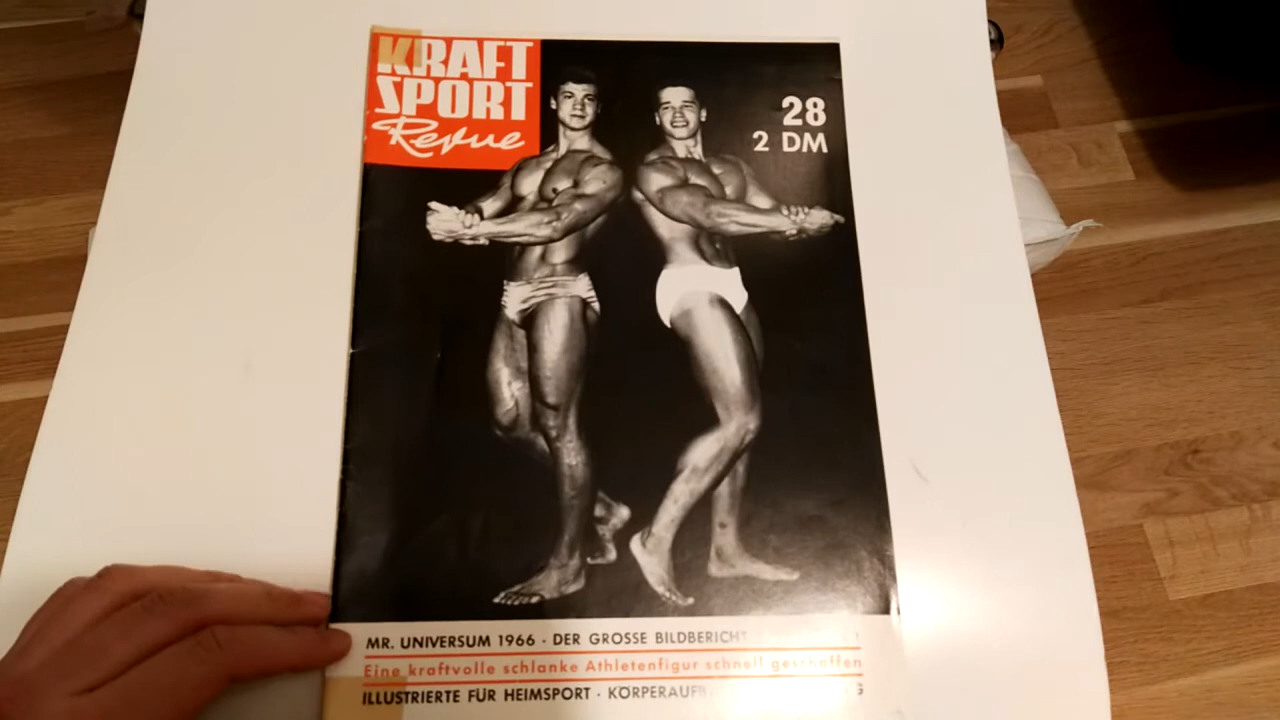 KRAFT
SPORT
Revue
28
2 DM
MR. UNIVERSUM 1966 · DER GROSSE BILDBERICHT
Eine kraftvolle schlanke Athletenfigur schnell geschaffen
ILLUSTRIERTE FÜR HEIMSPORT ·